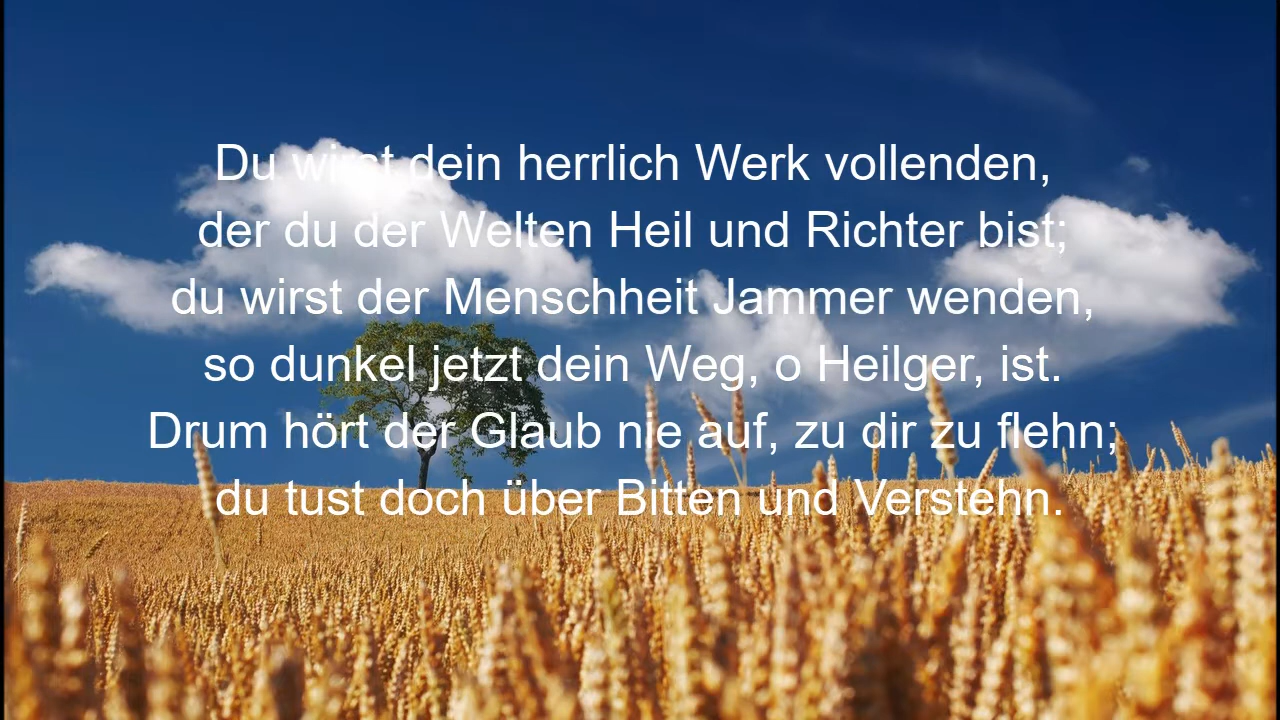 Du wirst dein herrlich Werk vollenden,
der du der Welten Heil und Richter bist;
du wirst der Menschheit Jammer wenden,
so dunkel jetzt dein Weg, o Heilger, ist.
Drum hört der Glaub nie auf, zu dir zu flehn;
du tust doch über Bitten und Verstehn.